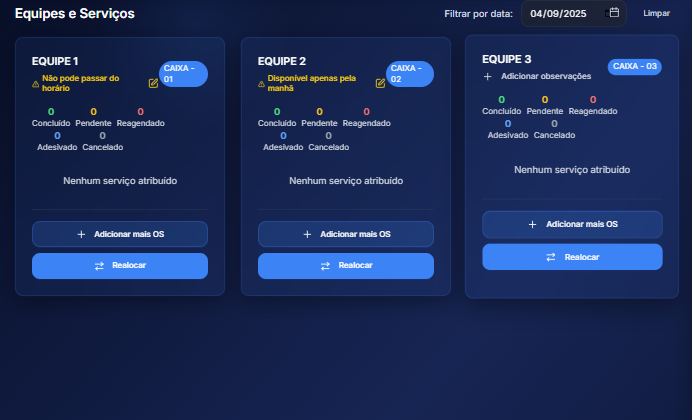 Equipes e Serviços
Filtrar por data: 04/09/2025 Limpar
EQUIPE 1
CAIXA -
01
Não pode passar do
horário
0 0 0
Concluído Pendente Reagendado
0 0
Adesivado Cancelado
Nenhum serviço atribuído
Adicionar mais OS
Realocar
EQUIPE 2
CAIXA -
02
Disponível apenas pela
manhã
0 0 0
Concluído Pendente Reagendado
0 0
Adesivado Cancelado
Nenhum serviço atribuído
Adicionar mais OS
Realocar
EQUIPE 3
CAIXA - 03
Adicionar observações
0 0 0
Concluído Pendente Reagendado
0 0
Adesivado Cancelado
Nenhum serviço atribuído
Adicionar mais OS
Realocar